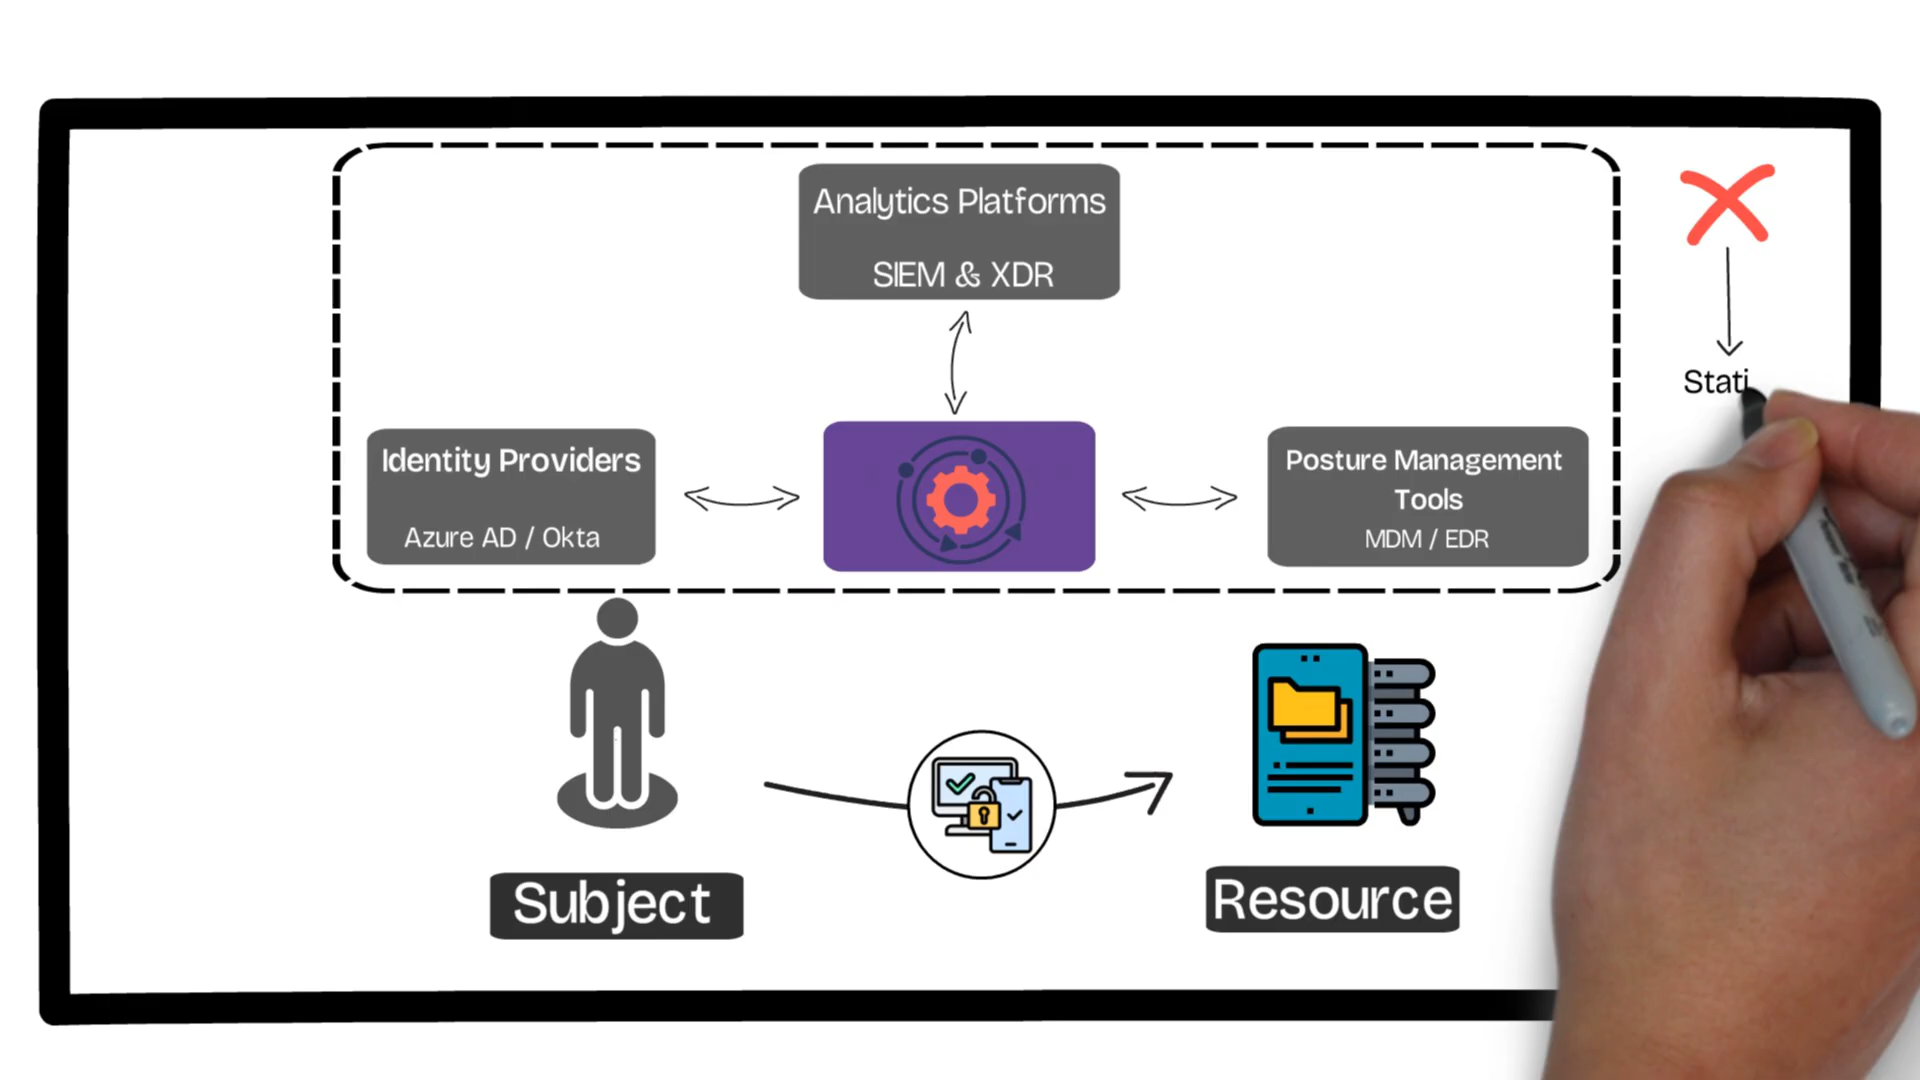 Analytics Platforms
SIEM & XDR
Stati
Identity Providers
Azure AD / Okta
Posture Management
Tools
MDM / EDR
Subject
Resource